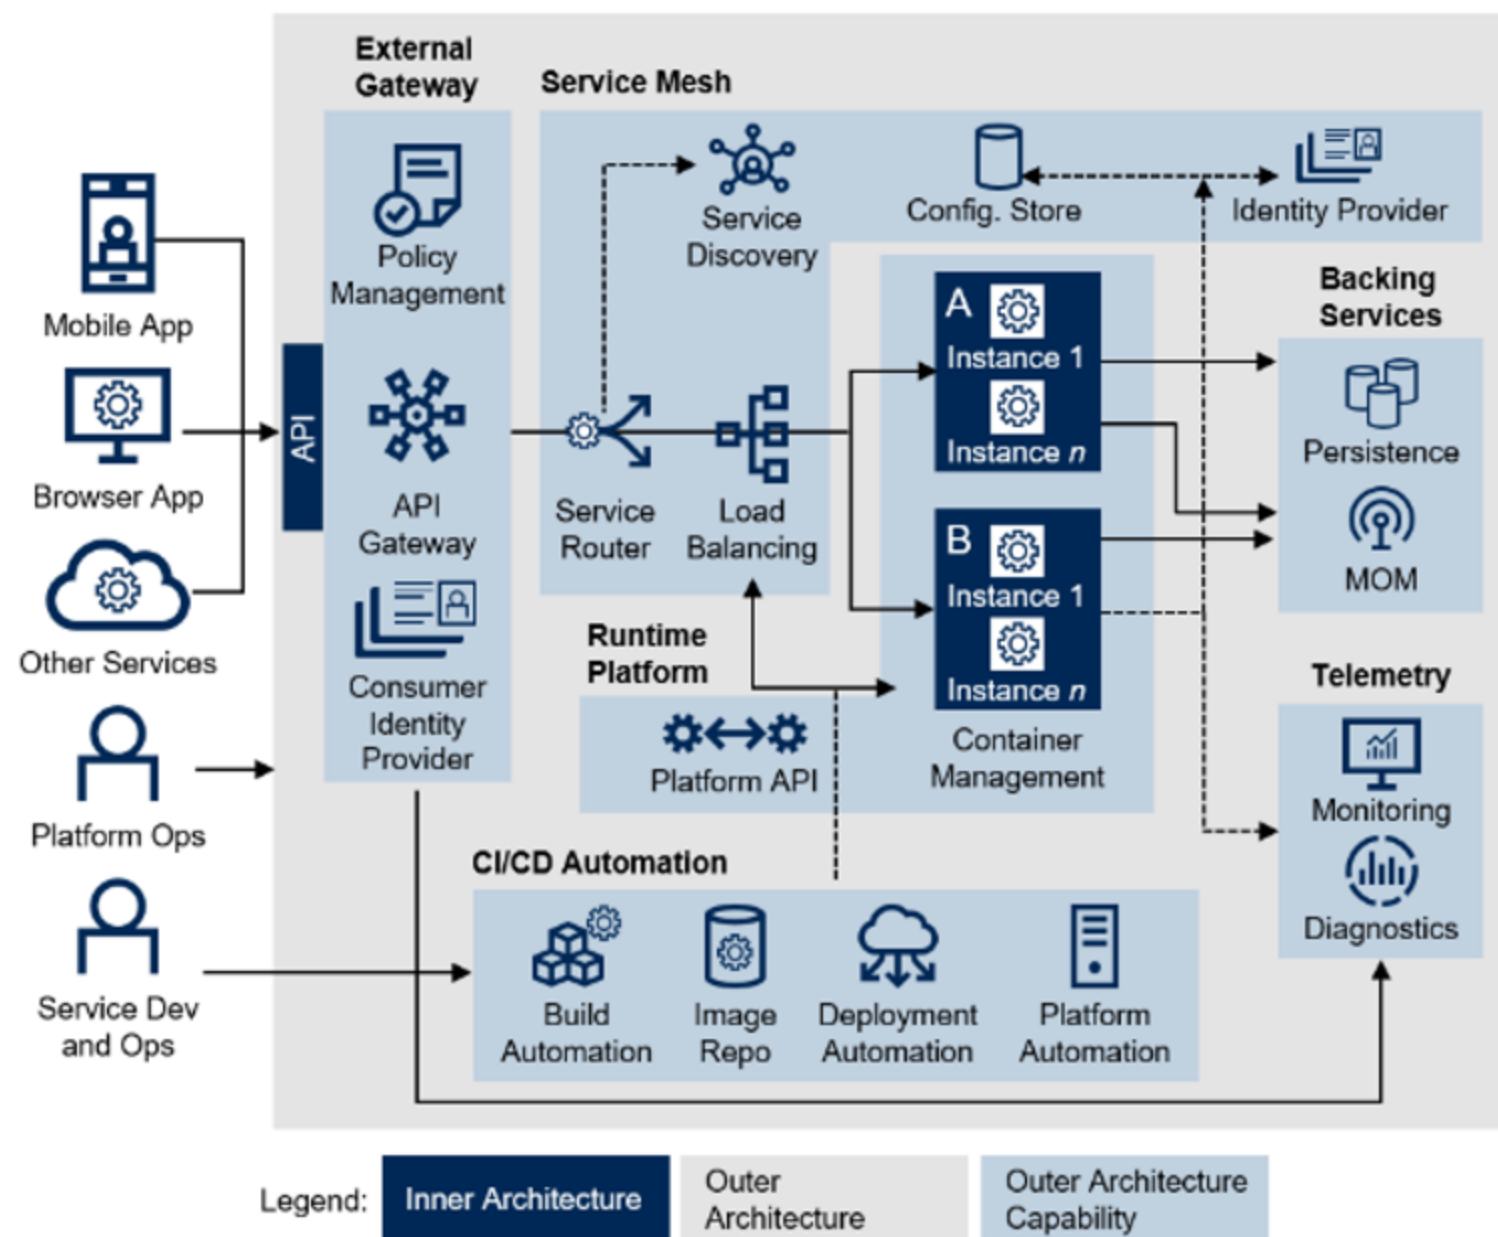 External
Gateway
Service Mesh
Policy
Management
Service
Discovery
Config. Store
Identity Provider
Mobile App
Browser App
Other Services
Platform Ops
Service Dev
and Ops
API
API
Gateway
Consumer
Identity
Provider
Service
Router
Load
Balancing
A
Instance 1
Instance n
B
Instance 1
Instance n
Container
Management
Backing
Services
Persistence
MOM
Runtime
Platform
Platform API
Telemetry
Monitoring
Diagnostics
CI/CD Automation
Build
Automation
Image
Repo
Deployment
Automation
Platform
Automation
Legend:
Inner Architecture
Outer
Architecture
Outer Architecture
Capability